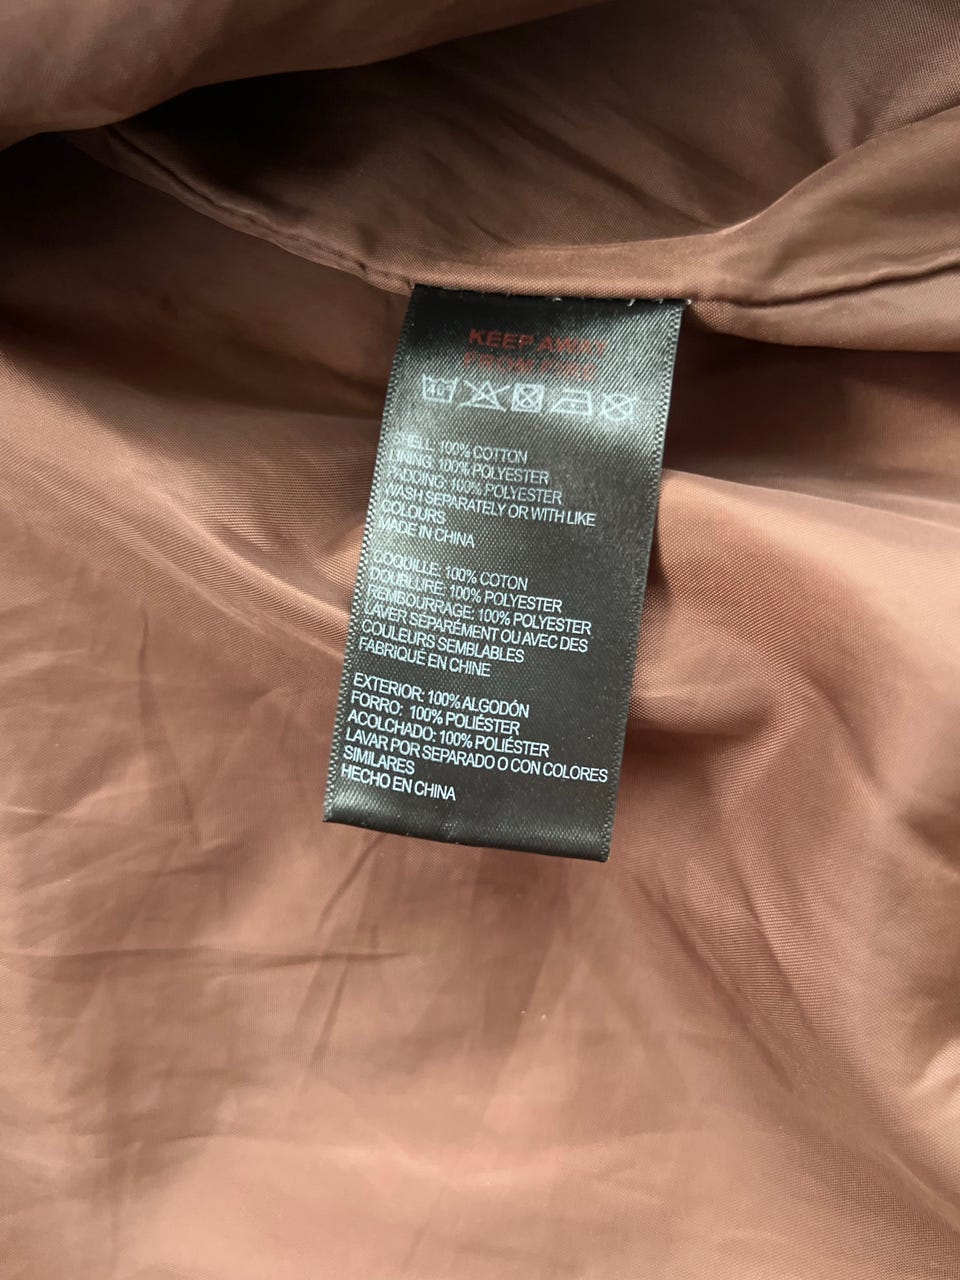 KEEP AWAY
FROM FIRE
SHELL: 100% COTTON
LINING: 100% POLYESTER
PADDING: 100% POLYESTER
WASH SEPARATELY OR WITH LIKE
COLOURS
MADE IN CHINA
COQUILLE: 100% COTON
DOUBLURE: 100% POLYESTER
REMBOURRAGE: 100% POLYESTER
LAVER SÉPARÉMENT OU AVEC DES
COULEURS SEMBLABLES
FABRIQUÉ EN CHINE
EXTERIOR: 100% ALGODÓN
FORRO: 100% POLIÉSTER
ACOLCHADO: 100% POLIÉSTER
LAVAR POR SEPARADO O CON COLORES
SIMILARES
HECHO EN CHINA